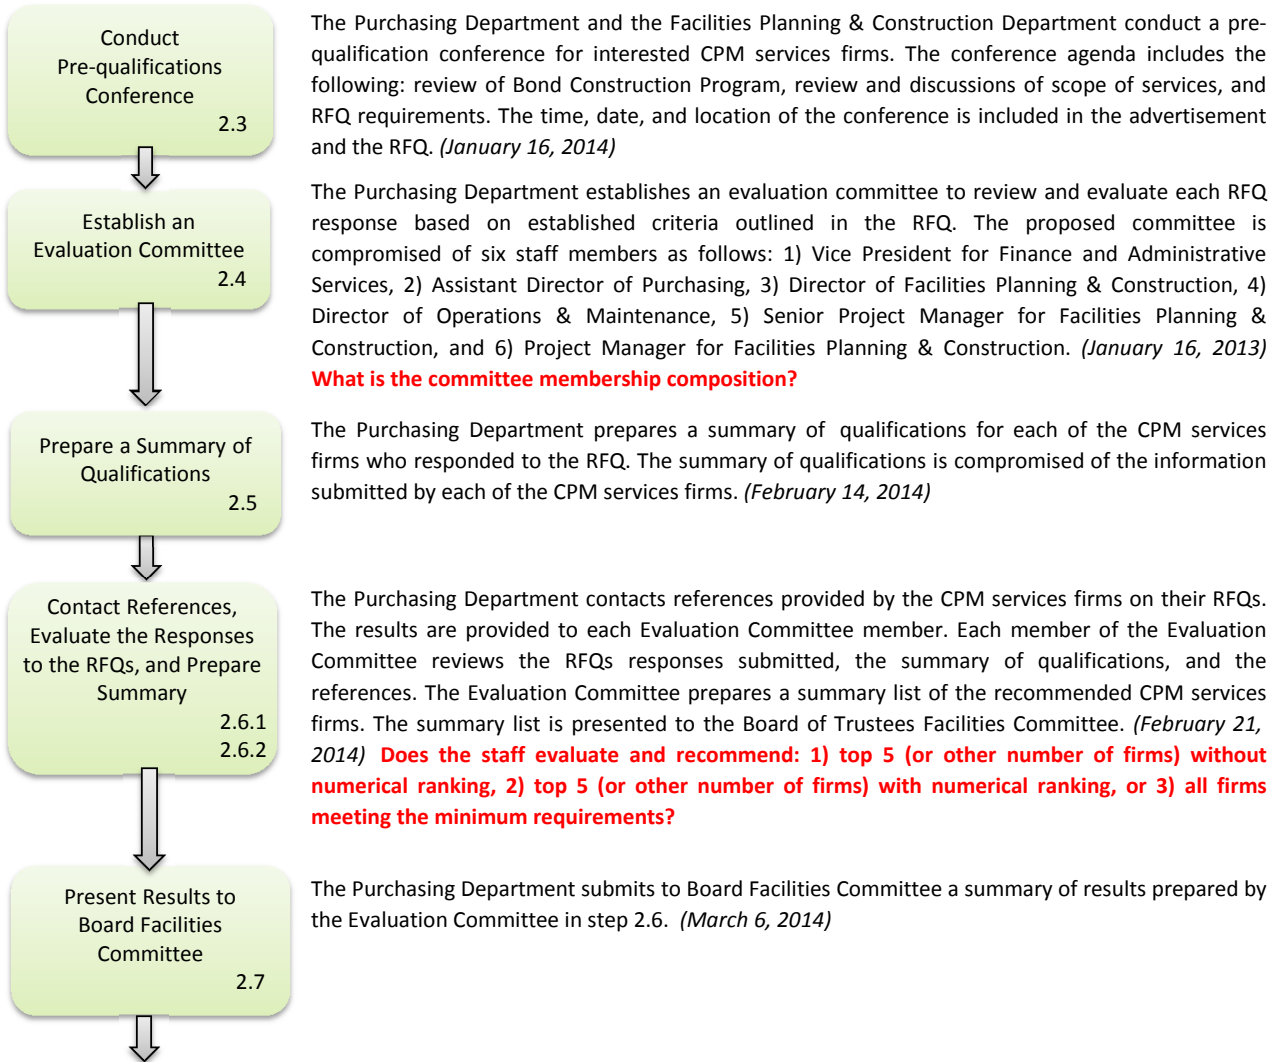 Conduct
Pre-qualifications
Conference
2.3
The Purchasing Department and the Facilities Planning & Construction Department conduct a pre-
qualification conference for interested CPM services firms. The conference agenda includes the
following: review of Bond Construction Program, review and discussions of scope of services, and
RFQ requirements. The time, date, and location of the conference is included in the advertisement
and the RFQ. (January 16, 2014)
Establish an
Evaluation Committee
2.4
The Purchasing Department establishes an evaluation committee to review and evaluate each RFQ
response based on established criteria outlined in the RFQ. The proposed committee is
compromised of six staff members as follows: 1) Vice President for Finance and Administrative
Services, 2) Assistant Director of Purchasing, 3) Director of Facilities Planning & Construction, 4)
Director of Operations & Maintenance, 5) Senior Project Manager for Facilities Planning &
Construction, and 6) Project Manager for Facilities Planning & Construction. (January 16, 2013)
What is the committee membership composition?
Prepare a Summary of
Qualifications
2.5
The Purchasing Department prepares a summary of qualifications for each of the CPM services
firms who responded to the RFQ. The summary of qualifications is compromised of the information
submitted by each of the CPM services firms. (February 14, 2014)
Contact References,
Evaluate the Responses
to the RFQs, and Prepare
Summary
2.6.1
2.6.2
The Purchasing Department contacts references provided by the CPM services firms on their RFQs.
The results are provided to each Evaluation Committee member. Each member of the Evaluation
Committee reviews the RFQs responses submitted, the summary of qualifications, and the
references. The Evaluation Committee prepares a summary list of the recommended CPM services
firms. The summary list is presented to the Board of Trustees Facilities Committee. (February 21,
2014) Does the staff evaluate and recommend: 1) top 5 (or other number of firms) without
numerical ranking, 2) top 5 (or other number of firms) with numerical ranking, or 3) all firms
meeting the minimum requirements?
Present Results to
Board Facilities
Committee
2.7
The Purchasing Department submits to Board Facilities Committee a summary of results prepared by
the Evaluation Committee in step 2.6. (March 6, 2014)